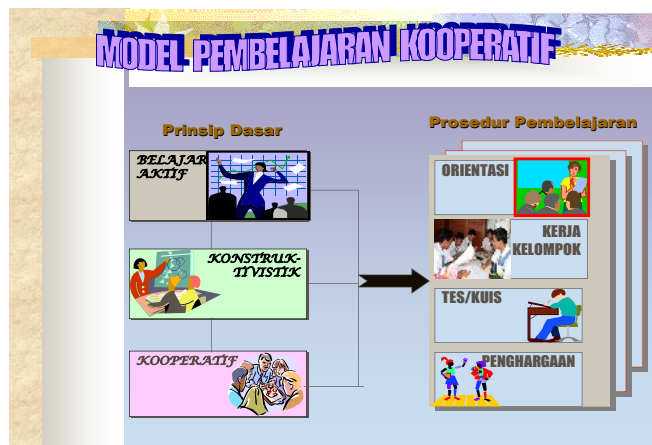 MODEL PEMBELAJARAN KOOPERATIF
Prinsip Dasar
BELAJAR
AKTIF
KONSTRUK-
TIVISTIK
KOOPERATIF
Prosedur Pembelajaran
ORIENTASI
KERJA
KELOMPOK
TES/KUIS
PENGHARGAAN